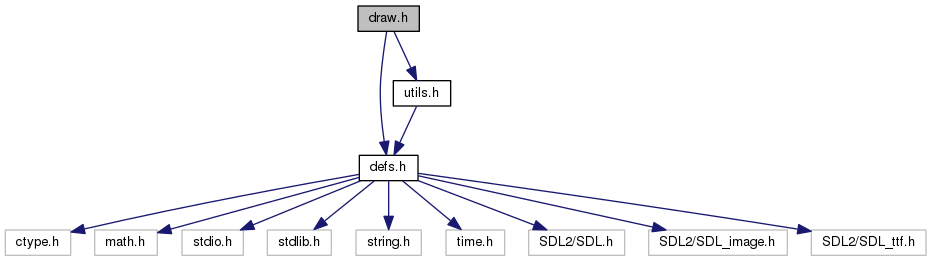 draw.h
utils.h
defs.h
ctype.h
math.h
stdio.h
stdlib.h
string.h
time.h
SDL2/SDL.h
SDL2/SDL_image.h
SDL2/SDL_ttf.h